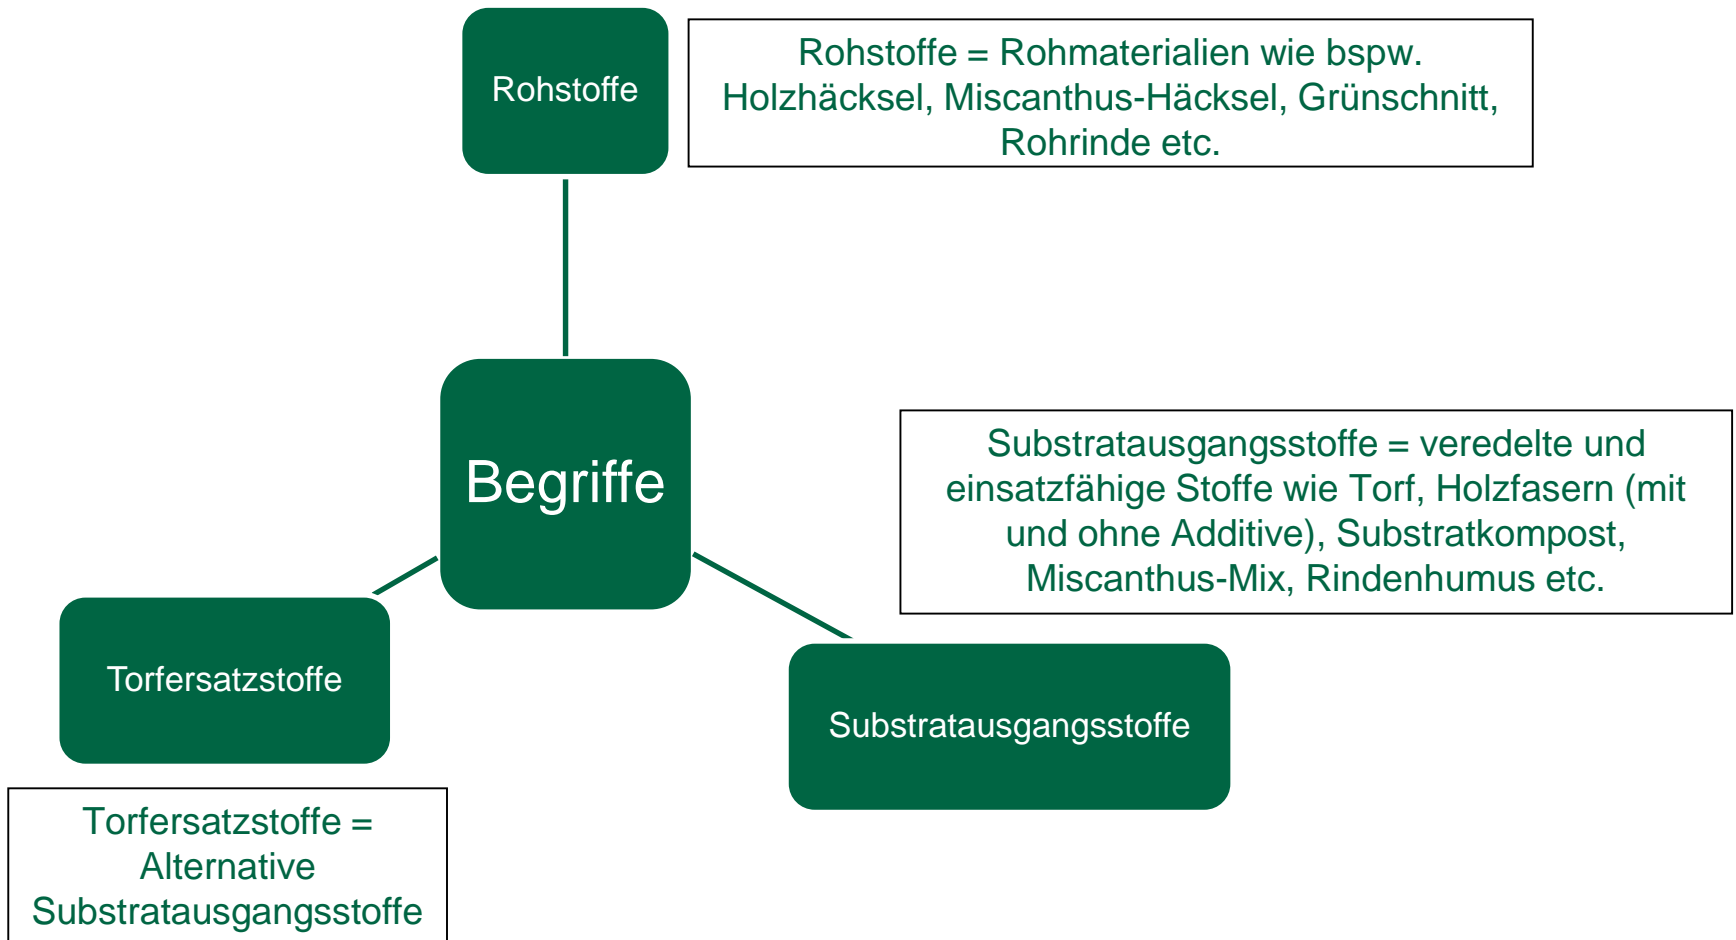 Rohstoffe
Rohstoffe = Rohmaterialien wie bspw.
Holzhäcksel, Miscanthus-Häcksel, Grünschnitt,
Rohrinde etc.
Begriffe
Substratausgangsstoffe = veredelte und
einsatzfähige Stoffe wie Torf, Holzfasern (mit
und ohne Additive), Substratkompost,
Miscanthus-Mix, Rindenhumus etc.
Torfersatzstoffe
Substratausgangsstoffe
Torfersatzstoffe =
Alternative
Substratausgangsstoffe